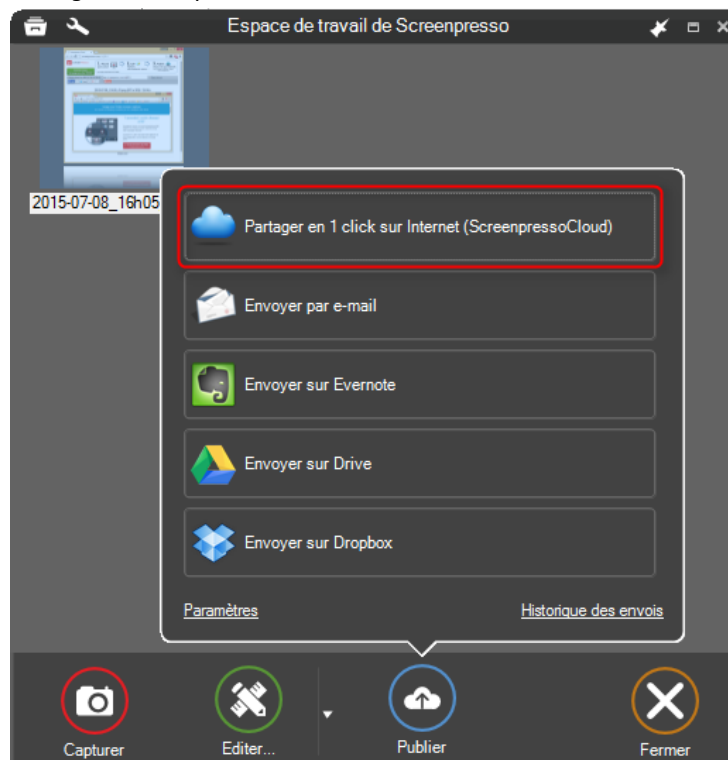 Espace de travail de Screenpresso
2015-07-08_16h05
Partager en 1 click sur Internet (ScreenpressoCloud)
Envoyer par e-mail
Envoyer sur Evernote
Envoyer sur Drive
Envoyer sur Dropbox
Paramètres
Historique des envois
Capturer
Editer...
Publier
Fermer